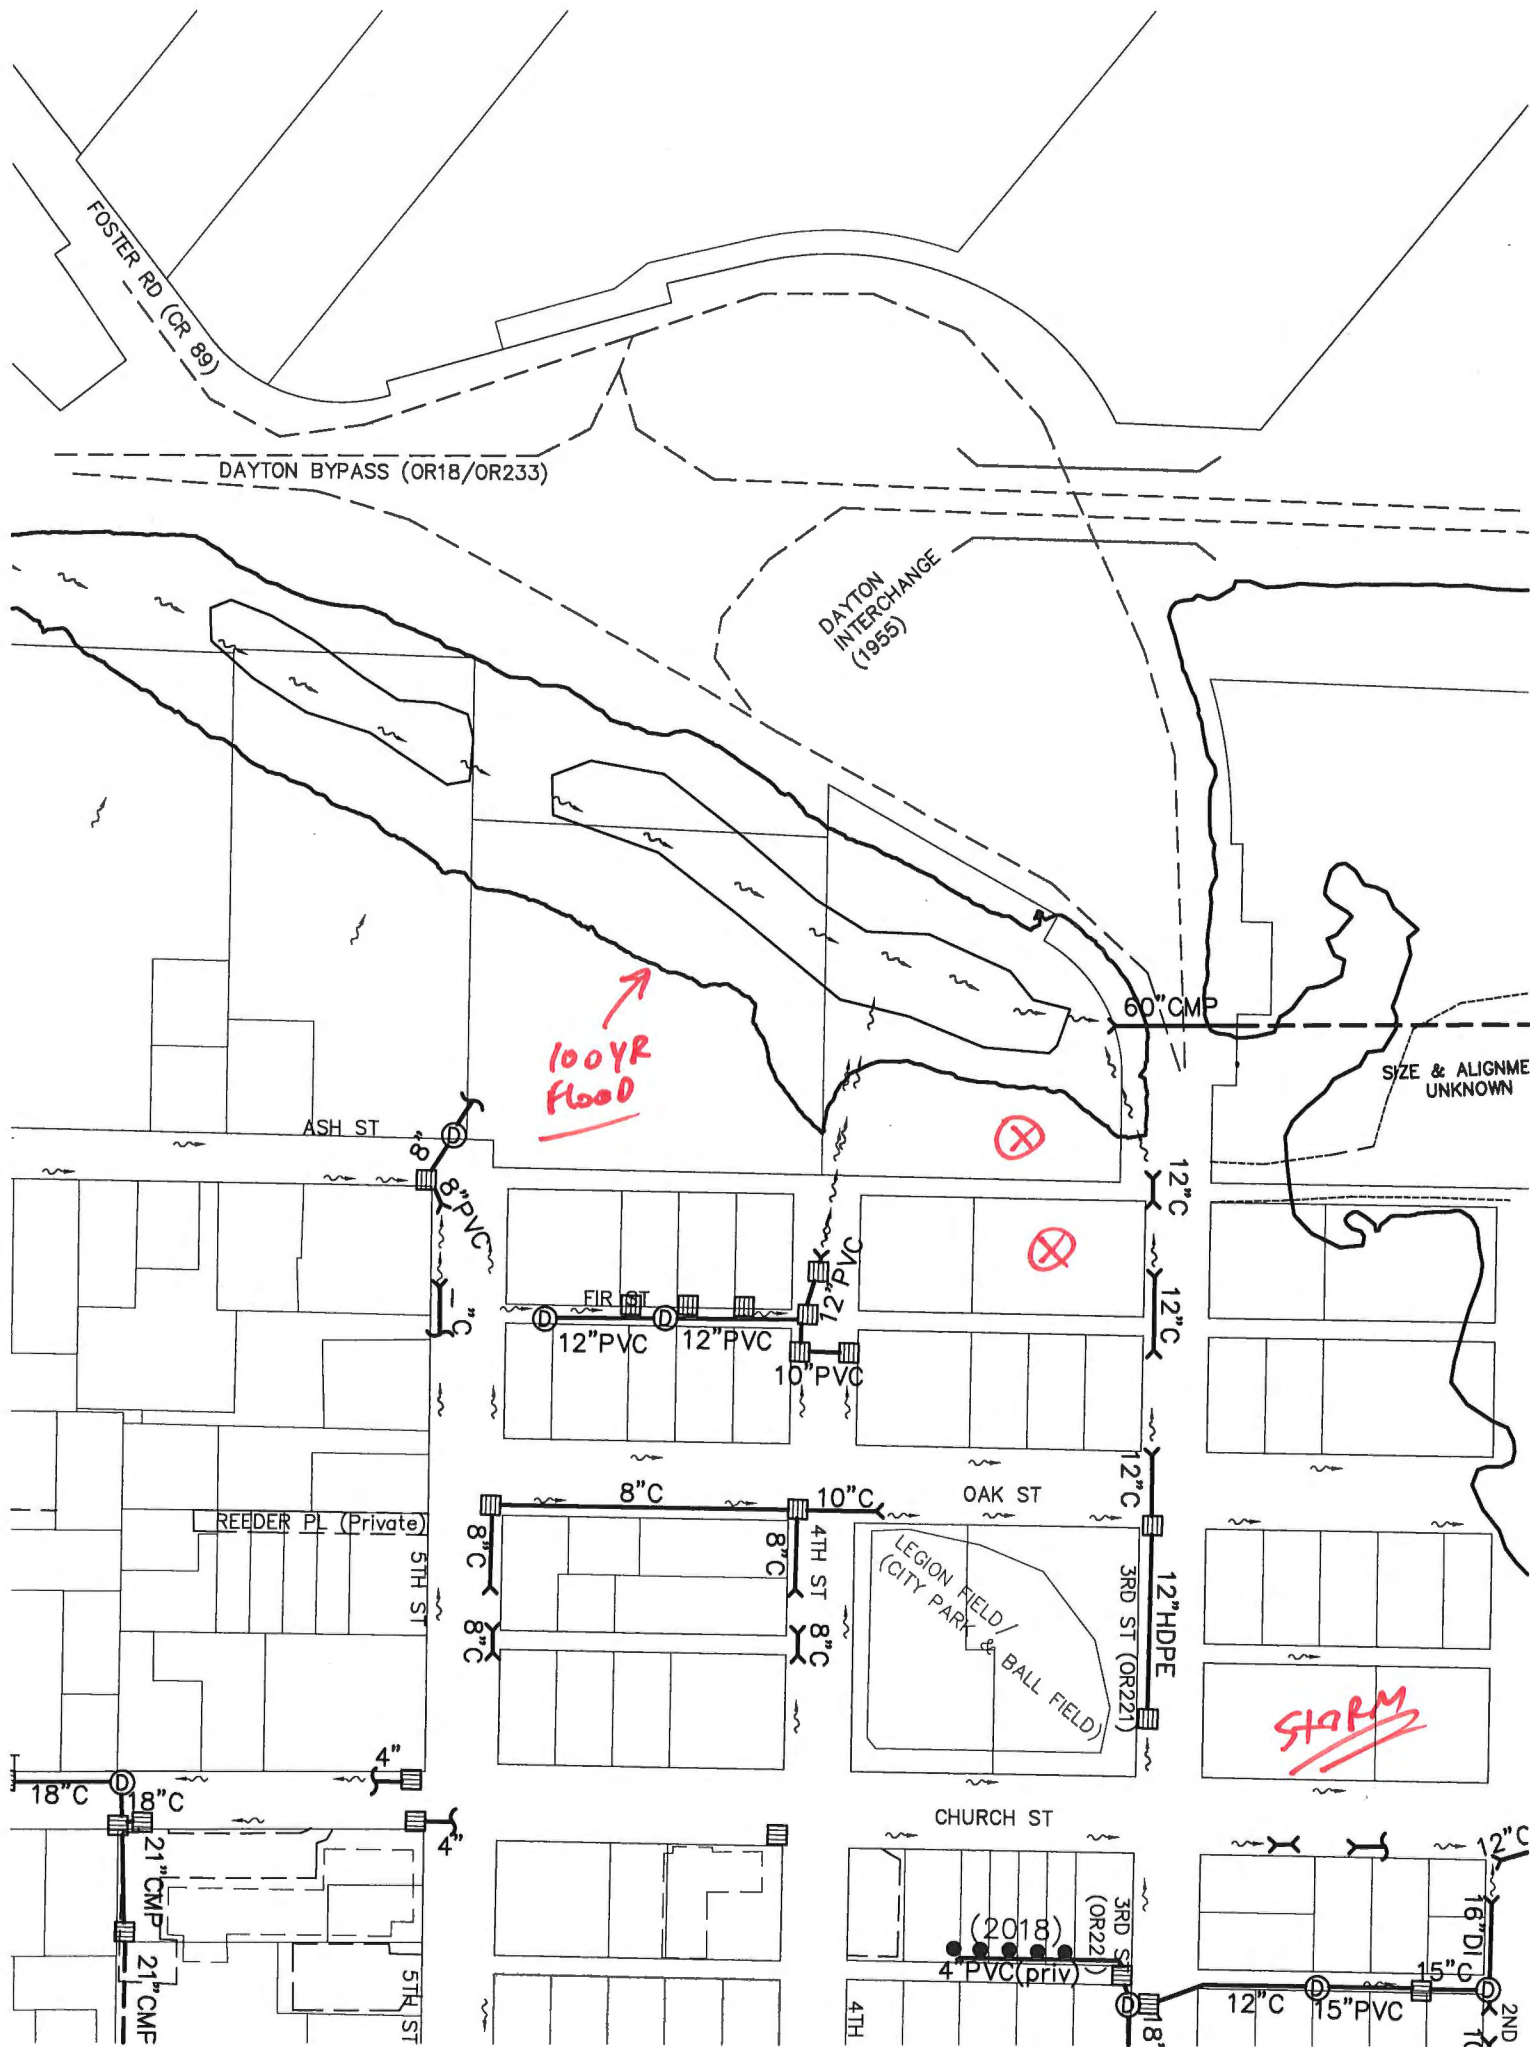 FOSTER RD (CR 89)
DAYTON BYPASS (OR18/OR233)
DAYTON
INTERCHANGE
(1955)
60"CMP
SIZE & ALIGNME
UNKNOWN
100YR
FLOOD
ASH ST
8"
8"PVC
12"C
12"PVC
FIR ST
12"PVC
12"PVC
10"PVC
12"C
"C
12"C
8"C
10"C
OAK ST
8"C
8"C
4TH ST
REEDER PL (Private)
5TH ST
LEGION FIELD/
(CITY PARK & BALL FIELD)
3RD ST (OR221)
12"HDPE
8"C
8"C
STORM
4"
18"C
18"C
4"
CHURCH ST
12"C
21"CMP
21"CMP
5TH ST
(2018)
4"PVC(priv)
3RD ST
4TH
18"
12"C
15"PVC
15"C
16"DI
2ND